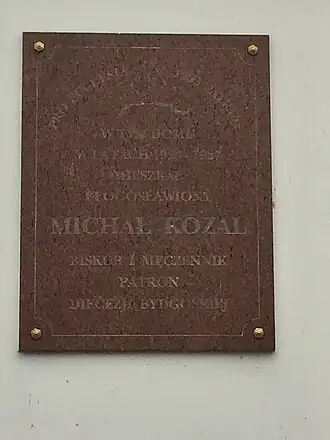 W TYM DOMU
W LATACH
MIESZKAŁ
BŁOGOSŁAWIONY
MICHAŁ KOZAL
BISKUP I MĘCZENNIK
PATRON
DIECEZJI BYDGOSKIEJ